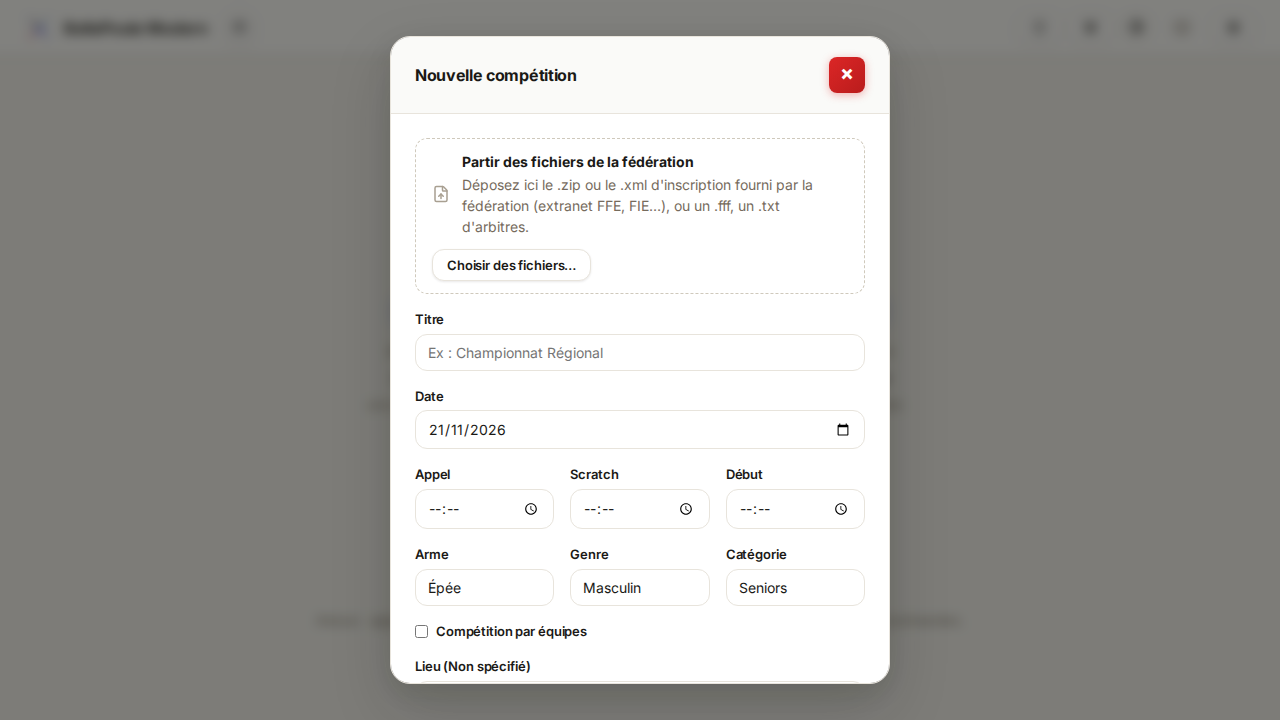 Nouvelle compétition
Partir des fichiers de la fédération
Déposez ici le .zip ou le .xml d'inscription fourni par la
fédération (extranet FFE, FIE…), ou un .fff, un .txt
d'arbitres.
Choisir des fichiers…
Titre
Ex : Championnat Régional
Date
21/11/2026
Appel Scratch Début
--:-- --:-- --:--
Arme Genre Catégorie
Épée Masculin Seniors
Compétition par équipes
Lieu (Non spécifié)